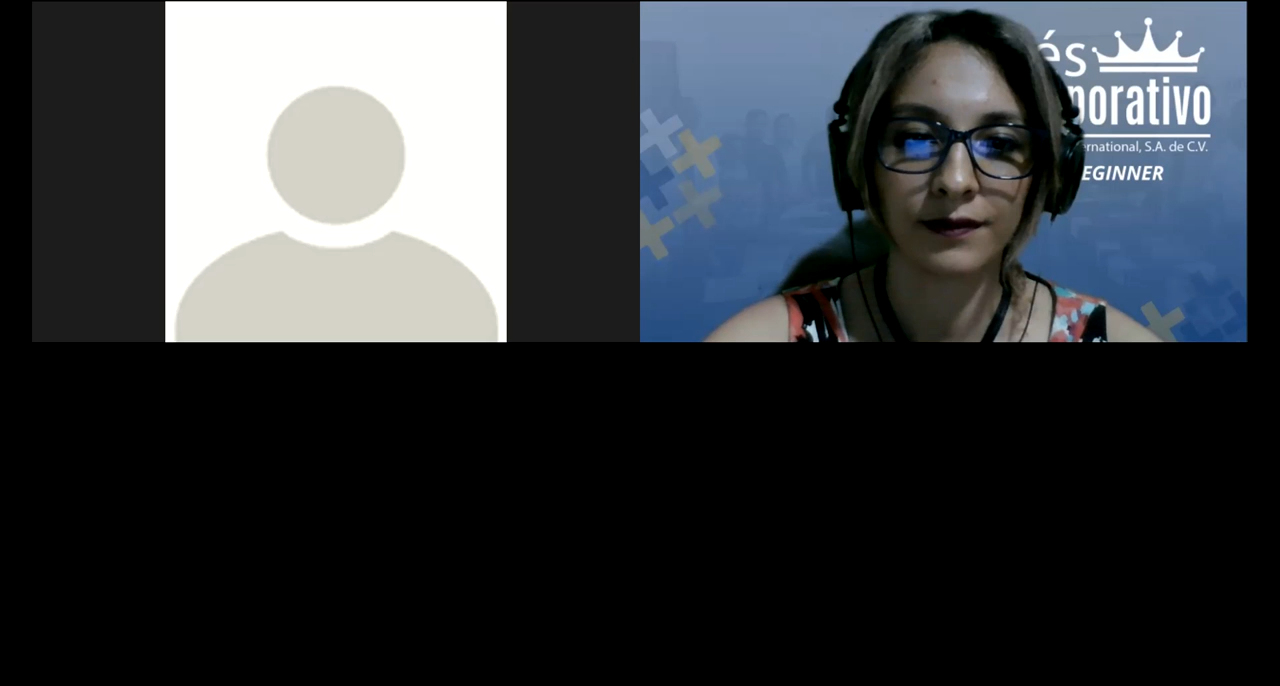 és
porativo
ernational, S.A. de C.V.
EGINNER